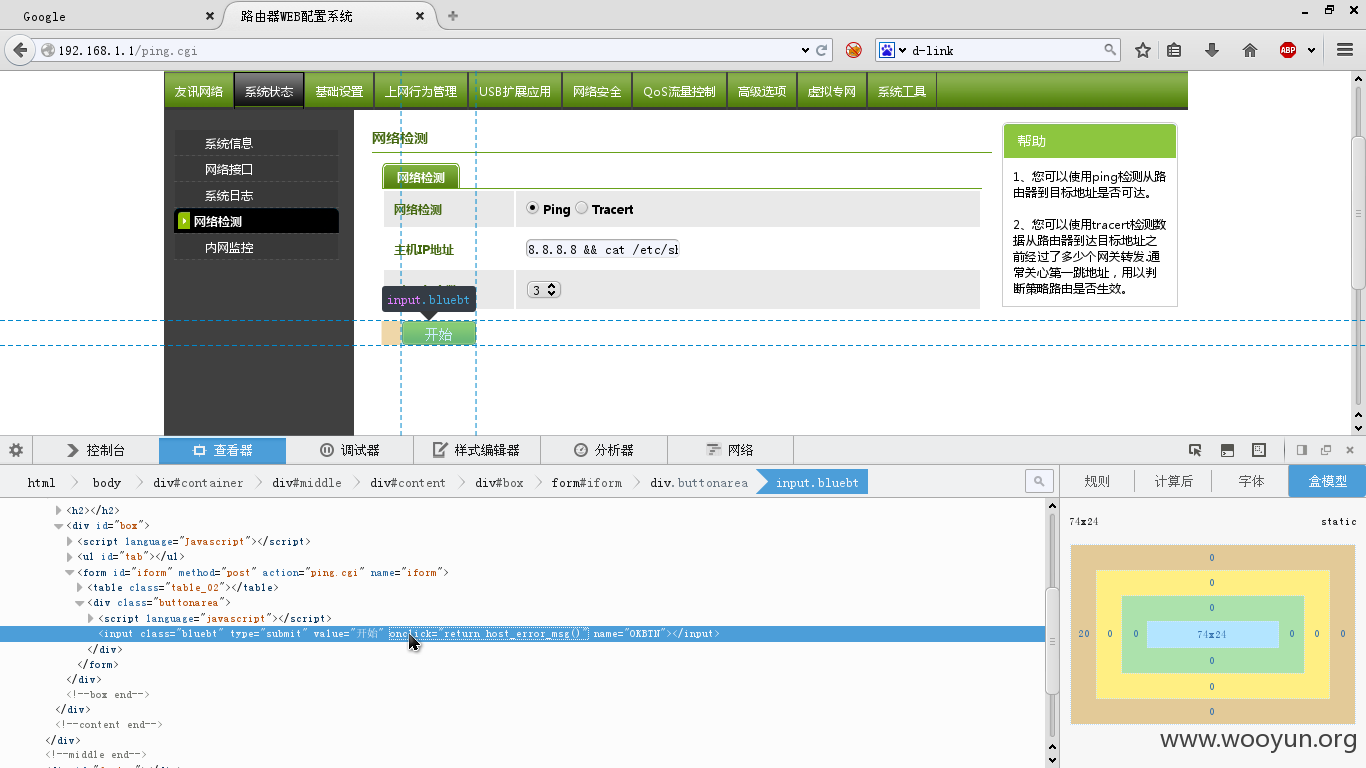 Google
路由器WEB配置系统
192.168.1.1/ping.cgi
d-link
ABP
友讯网络 系统状态 基础设置 上网行为管理 USB扩展应用 网络安全 QoS流量控制 高级选项 虚拟专网 系统工具
系统信息
网络接口
系统日志
网络检测
内网监控
网络检测
网络检测
网络检测 Ping Tracert
主机IP地址 8.8.8.8 && cat /etc/sh
3
input.bluebt
开始
帮助
1、您可以使用ping检测从路
由器到目标地址是否可达。
2、您可以使用tracert检测数
据从路由器到达目标地址之
前经过了多少个网关转发.通
常关心第一跳地址，用以判
断策略路由是否生效。
控制台 查看器 调试器 样式编辑器 分析器 网络
html body div#container div#middle div#content div#box form#iform div.buttonarea input.bluebt
规则 计算后 字体 盒模型
<h2></h2>
<div id="box">
<script language="Javascript"></script>
<ul id="tab"></ul>
<form id="iform" method="post" action="ping.cgi" name="iform">
<table class="table_02"></table>
<div class="buttonarea">
<script language="javascript"></script>
<input class="bluebt" type="submit" value="开始" onclick="return host_error_msg()" name="OKBTN"></input>
</div>
</form>
</div>
<!--box end-->
</div>
<!--content end-->
</div>
<!--middle end-->
74x24 static
0
0
0
20 0 0 74x24 0 0 0
0
0
0
www.wooyun.org